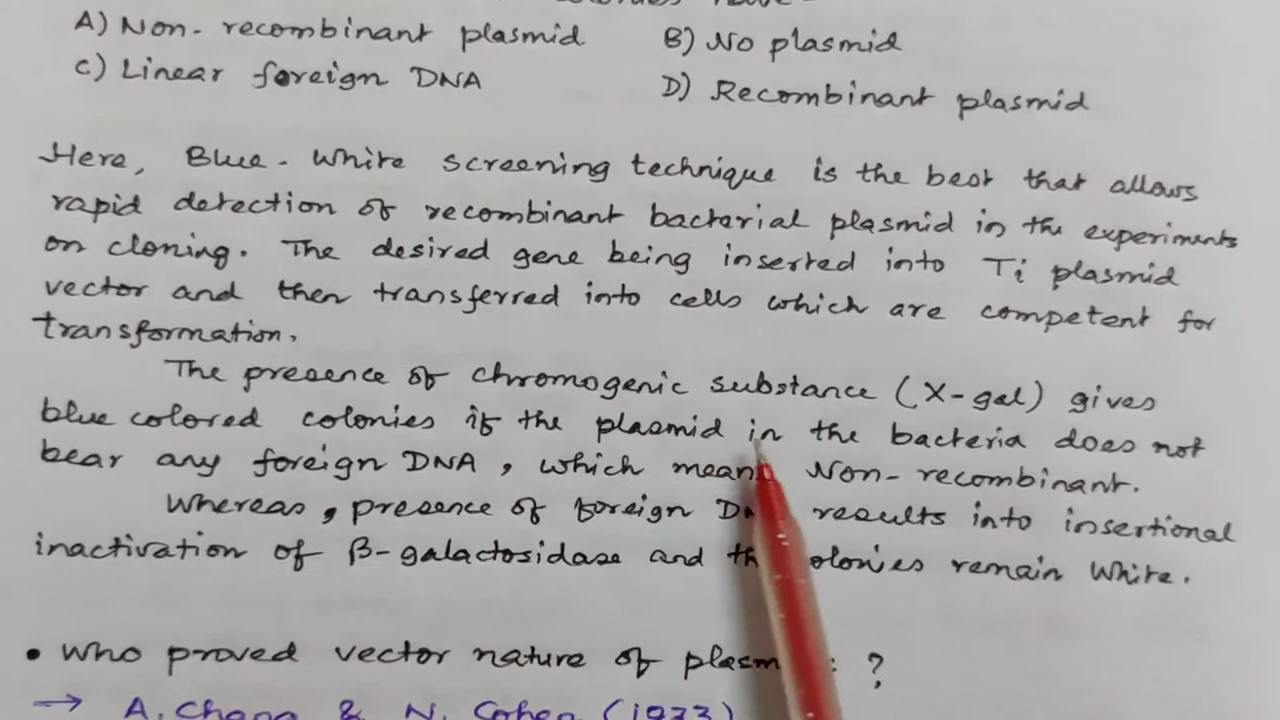 A) Non-recombinant plasmid B) No plasmid
C) Linear foreign DNA D) Recombinant plasmid
Here, Blue-White screening technique is the best that allows
rapid detection of recombinant bacterial plasmid in the experiments
on cloning. The desired gene being inserted into Ti plasmid
vector and then transferred into cells which are competent for
transformation.
The presence of chromogenic substance (X-gal) gives
blue colored colonies if the plasmid in the bacteria does not
bear any foreign DNA, which means Non-recombinant.
Whereas, presence of foreign results into insertional
inactivation of β-galactosidase and remain White.
• Who proved vector nature of ?
→ A. Chang & N. Cohen (1973)